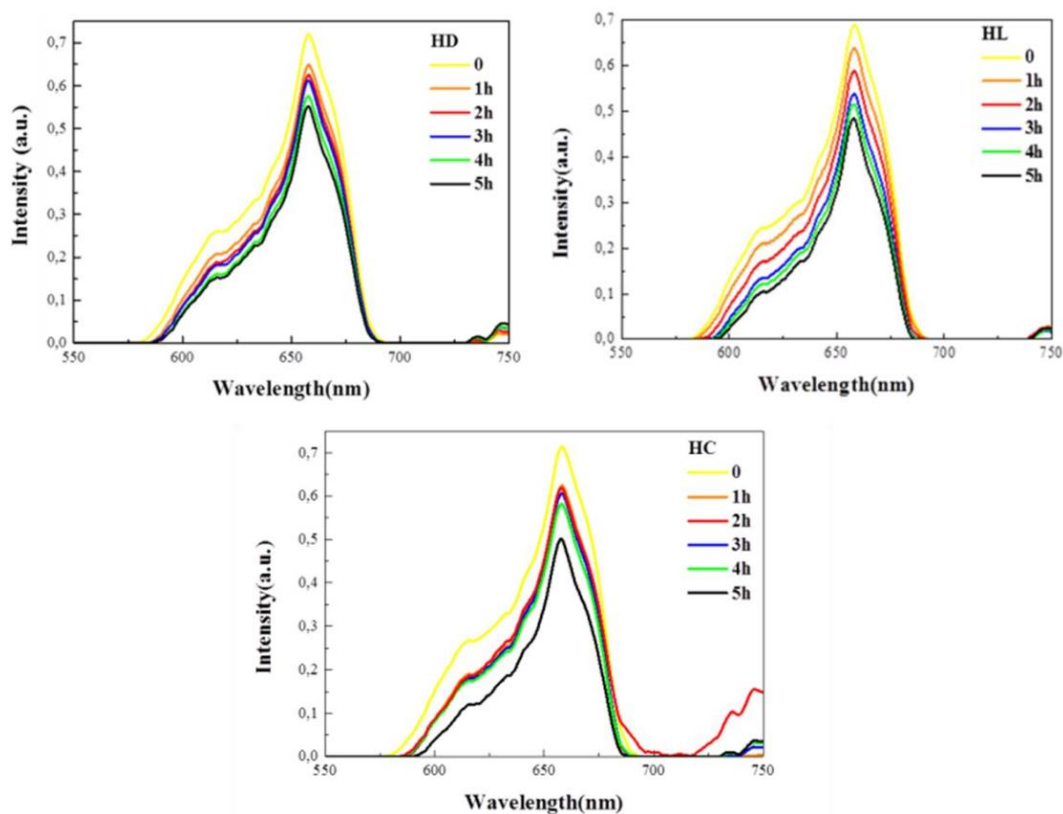 HD
0
1h
2h
3h
4h
5h
0,7
0,6
0,5
0,4
0,3
0,2
0,1
0,0
Intensity (a.u.)
550 600 650 700 750
Wavelength(nm)
HL
0
1h
2h
3h
4h
5h
0,7
0,6
0,5
0,4
0,3
0,2
0,1
0,0
Intensity(a.u.)
550 600 650 700 750
Wavelength(nm)
HC
0
1h
2h
3h
4h
5h
0,7
0,6
0,5
0,4
0,3
0,2
0,1
0,0
Intensity(a.u.)
550 600 650 700 750
Wavelength(nm)